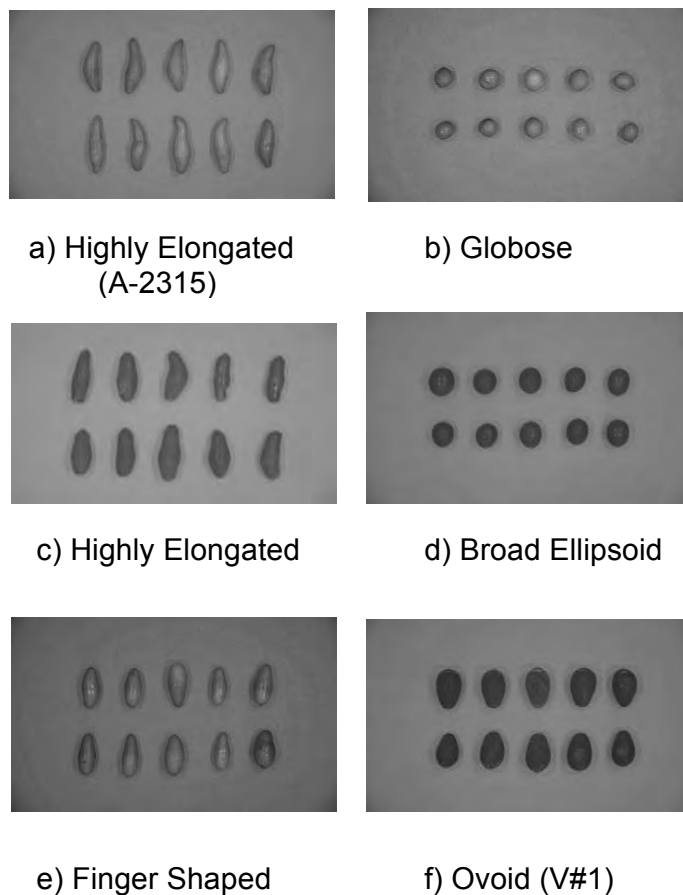 a) Highly Elongated
(A-2315)
b) Globose
c) Highly Elongated
d) Broad Ellipsoid
e) Finger Shaped
f) Ovoid (V#1)